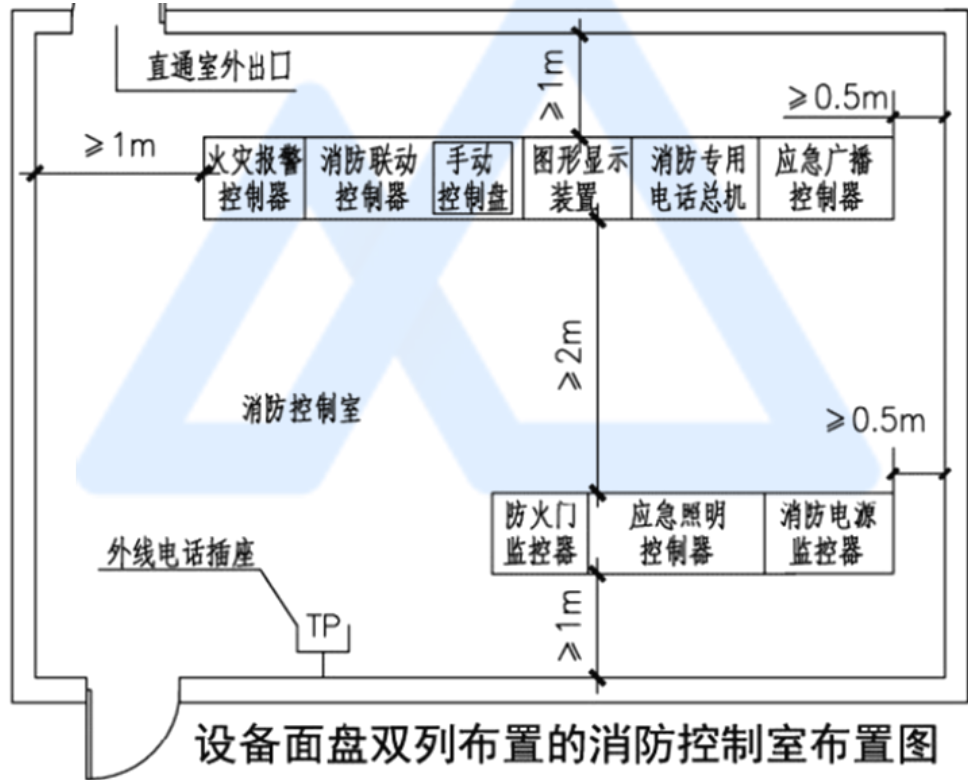 直通室外出口
≥1m
≥0.5m
≥1m
火灾报警
控制器
消防联动
控制器
手动
控制盘
图形显示
装置
消防专用
电话总机
应急广播
控制器
≥2m
消防控制室
≥0.5m
防火门
监控器
应急照明
控制器
消防电源
监控器
外线电话插座
TP
≥1m
设备面盘双列布置的消防控制室布置图